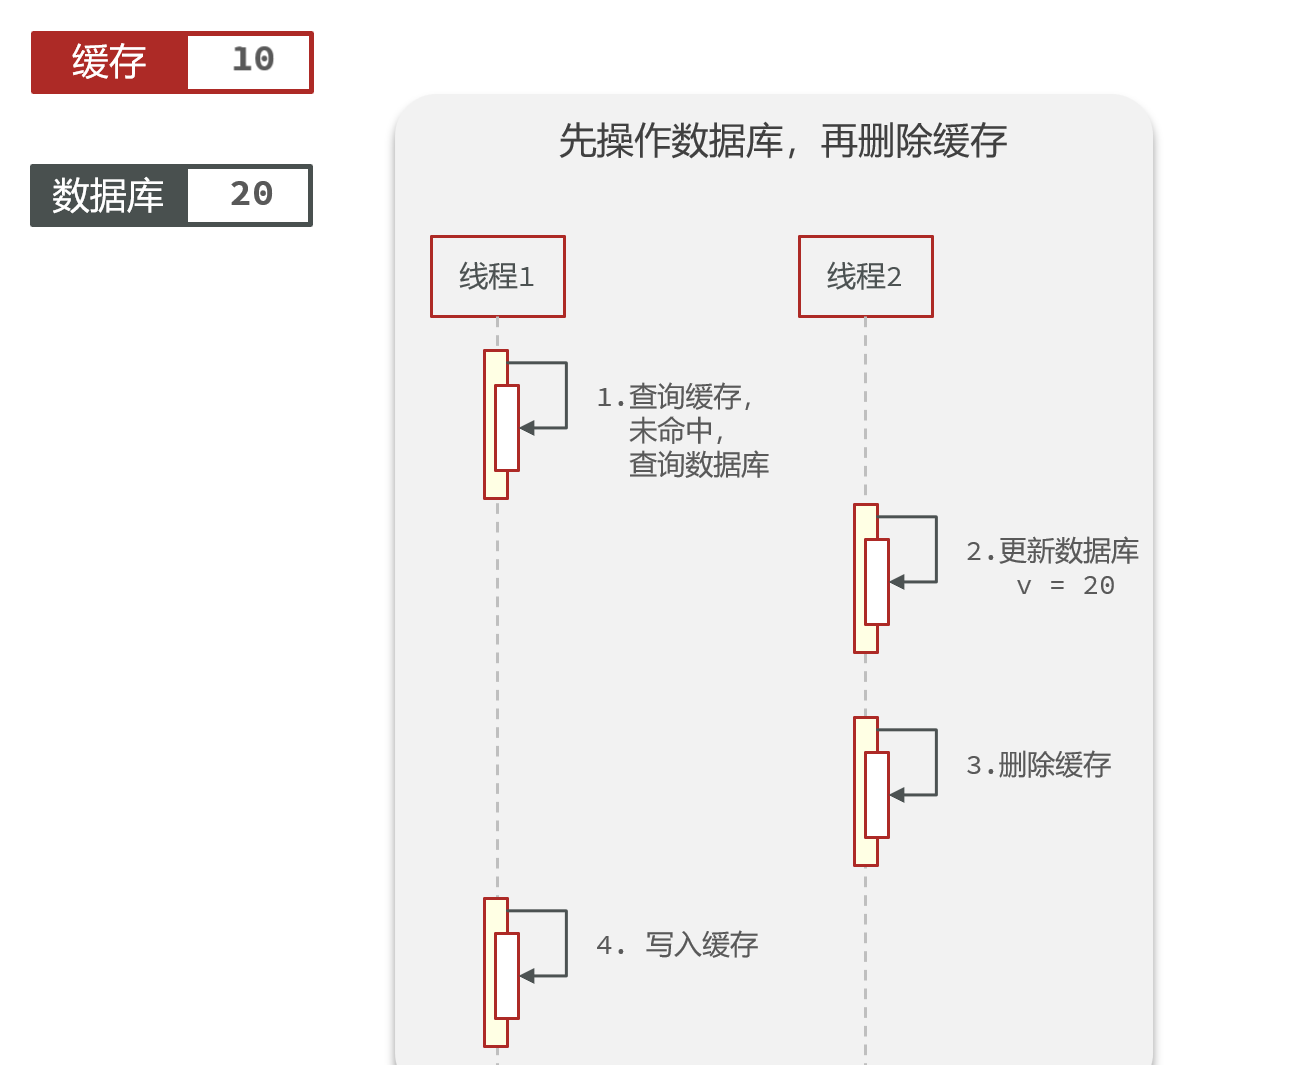 缓存 10
数据库 20
先操作数据库，再删除缓存
线程1 线程2
1.查询缓存，
未命中，
查询数据库
2.更新数据库
v = 20
3.删除缓存
4. 写入缓存